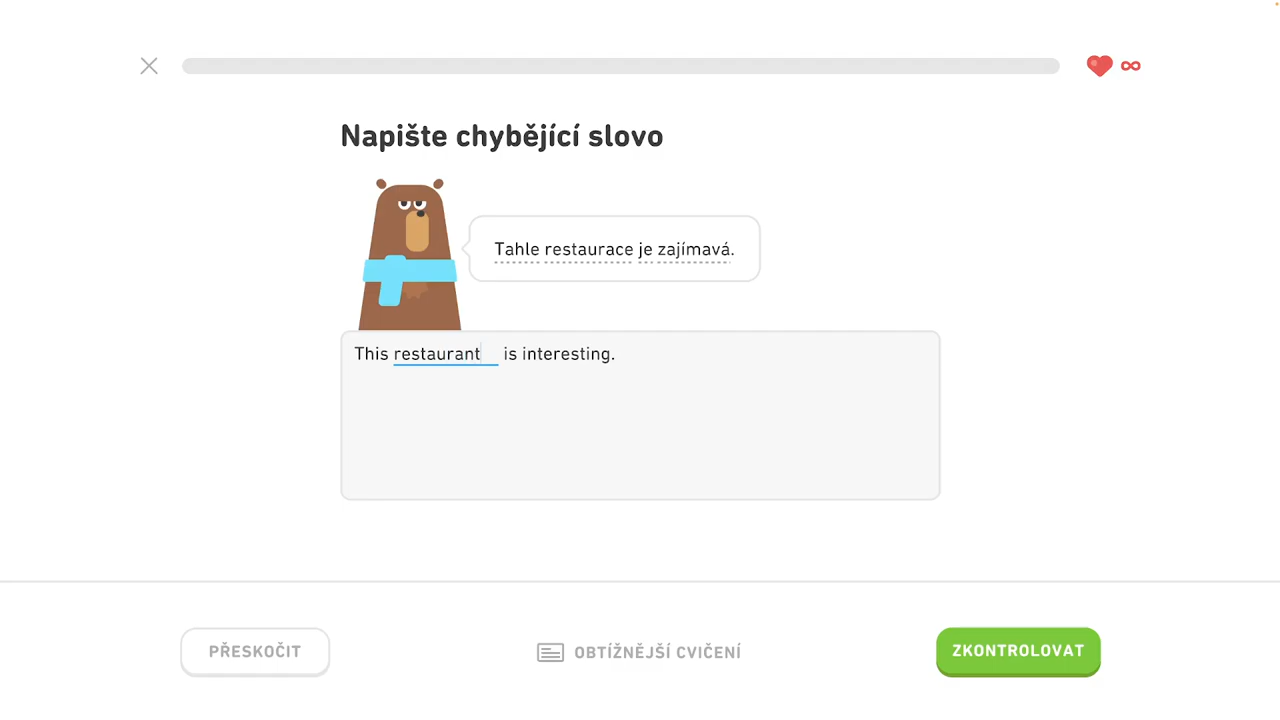 ∞
Napište chybějící slovo
Tahle restaurace je zajímavá.
This restaurant is interesting.
PŘESKOČIT
OBTÍŽNĚJŠÍ CVIČENÍ
ZKONTROLOVAT